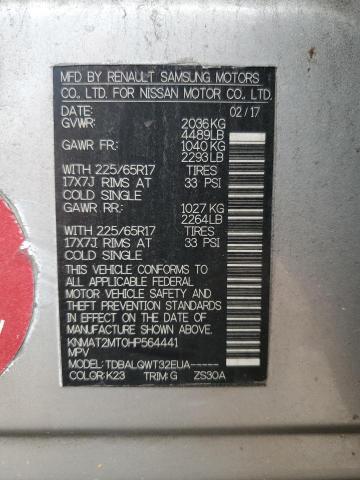 MFD BY RENAULT SAMSUNG MOTORS
CO., LTD. FOR NISSAN MOTOR CO., LTD.
DATE: 02/17
GVWR: 2036KG
4489LB
GAWR FR: 1040KG
2293LB
WITH 225/65R17 TIRES
17X7J RIMS AT 33 PSI
COLD SINGLE
GAWR RR: 1027KG
2264LB
WITH 225/65R17 TIRES
17X7J RIMS AT 33 PSI
COLD SINGLE
THIS VEHICLE CONFORMS TO
ALL APPLICABLE FEDERAL
MOTOR VEHICLE SAFETY AND
THEFT PREVENTION STANDARDS
IN EFFECT ON THE DATE OF
MANUFACTURE SHOWN ABOVE.
KNMAT2MT0HP564441
MPV
MODEL:TDBALQWT32EUA-----
COLOR:K23 TRIM:G ZS30A